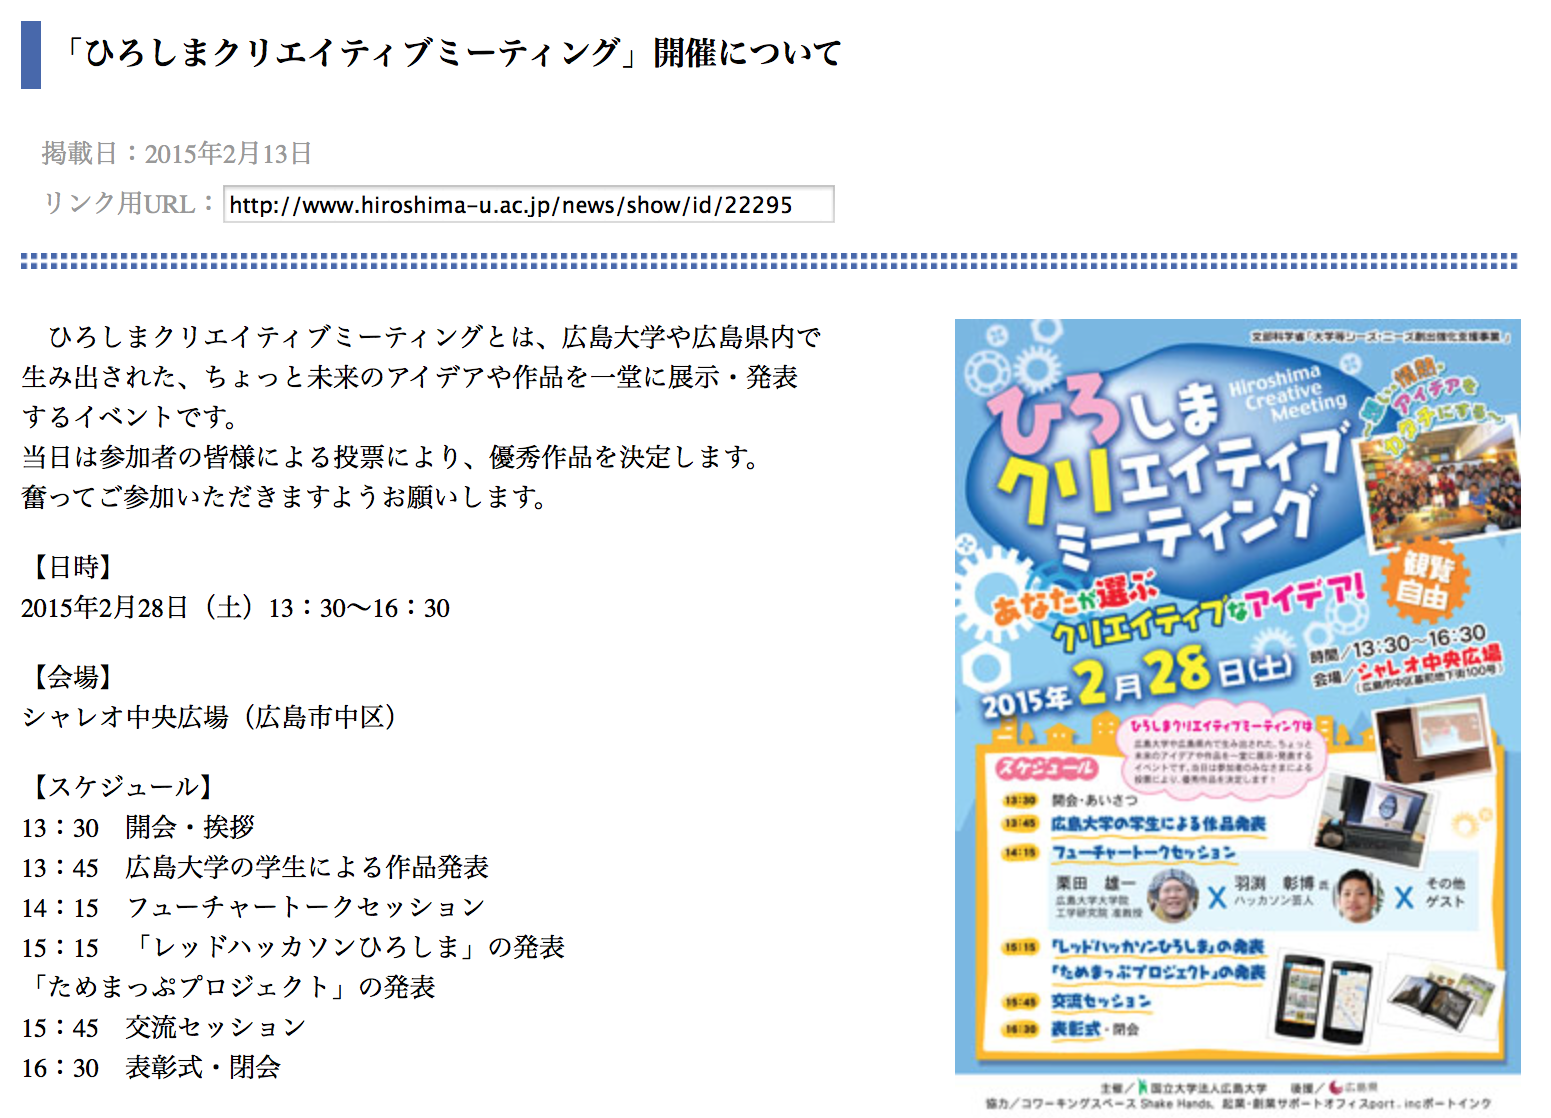 「ひろしまクリエイティブミーティング」開催について
掲載日：2015年2月13日
リンク用URL： http://www.hiroshima-u.ac.jp/news/show/id/22295
　ひろしまクリエイティブミーティングとは、広島大学や広島県内で
生み出された、ちょっと未来のアイデアや作品を一堂に展示・発表
するイベントです。
当日は参加者の皆様による投票により、優秀作品を決定します。
奮ってご参加いただきますようお願いします。
【日時】
2015年2月28日（土）13：30〜16：30
【会場】
シャレオ中央広場（広島市中区）
【スケジュール】
13：30　開会・挨拶
13：45　広島大学の学生による作品発表
14：15　フューチャートークセッション
15：15　「レッドハッカソンひろしま」の発表
「ためまっぷプロジェクト」の発表
15：45　交流セッション
16：30　表彰式・閉会
文部科学省「大学等シーズ・ニーズ創出強化支援事業」
ひろしま
クリエイティブ
ミーティング
Hiroshima
Creative
Meeting
〜熱い、情熱・
アイデアを
カタチにする〜
観覧
自由
あなたが選ぶ
クリエイティブなアイデア!
2015年2月28日(土)
時間／13:30〜16:30
会場／シャレオ中央広場
（広島市中区基町地下街100号）
ひろしまクリエイティブミーティングは
広島大学や広島県内で生み出された、ちょっと
未来のアイデアや作品を一堂に展示・発表する
イベントです。当日は参加者のみなさまによる
投票により、優秀作品を決定します！
スケジュール
13:30 開会・あいさつ
13:45 広島大学の学生による作品発表
14:15 フューチャートークセッション
栗田　雄一
広島大学大学院
工学研究院 准教授
X
羽渕　彰博 氏
ハッカソン芸人
X
その他
ゲスト
15:15 「レッドハッカソンひろしま」の発表
「ためまっぷプロジェクト」の発表
15:45 交流セッション
16:30 表彰式・閉会
主催／国立大学法人広島大学　後援／広島県
協力／コワーキングスペース Shake Hands、起業・創業サポートオフィスport．incポートインク